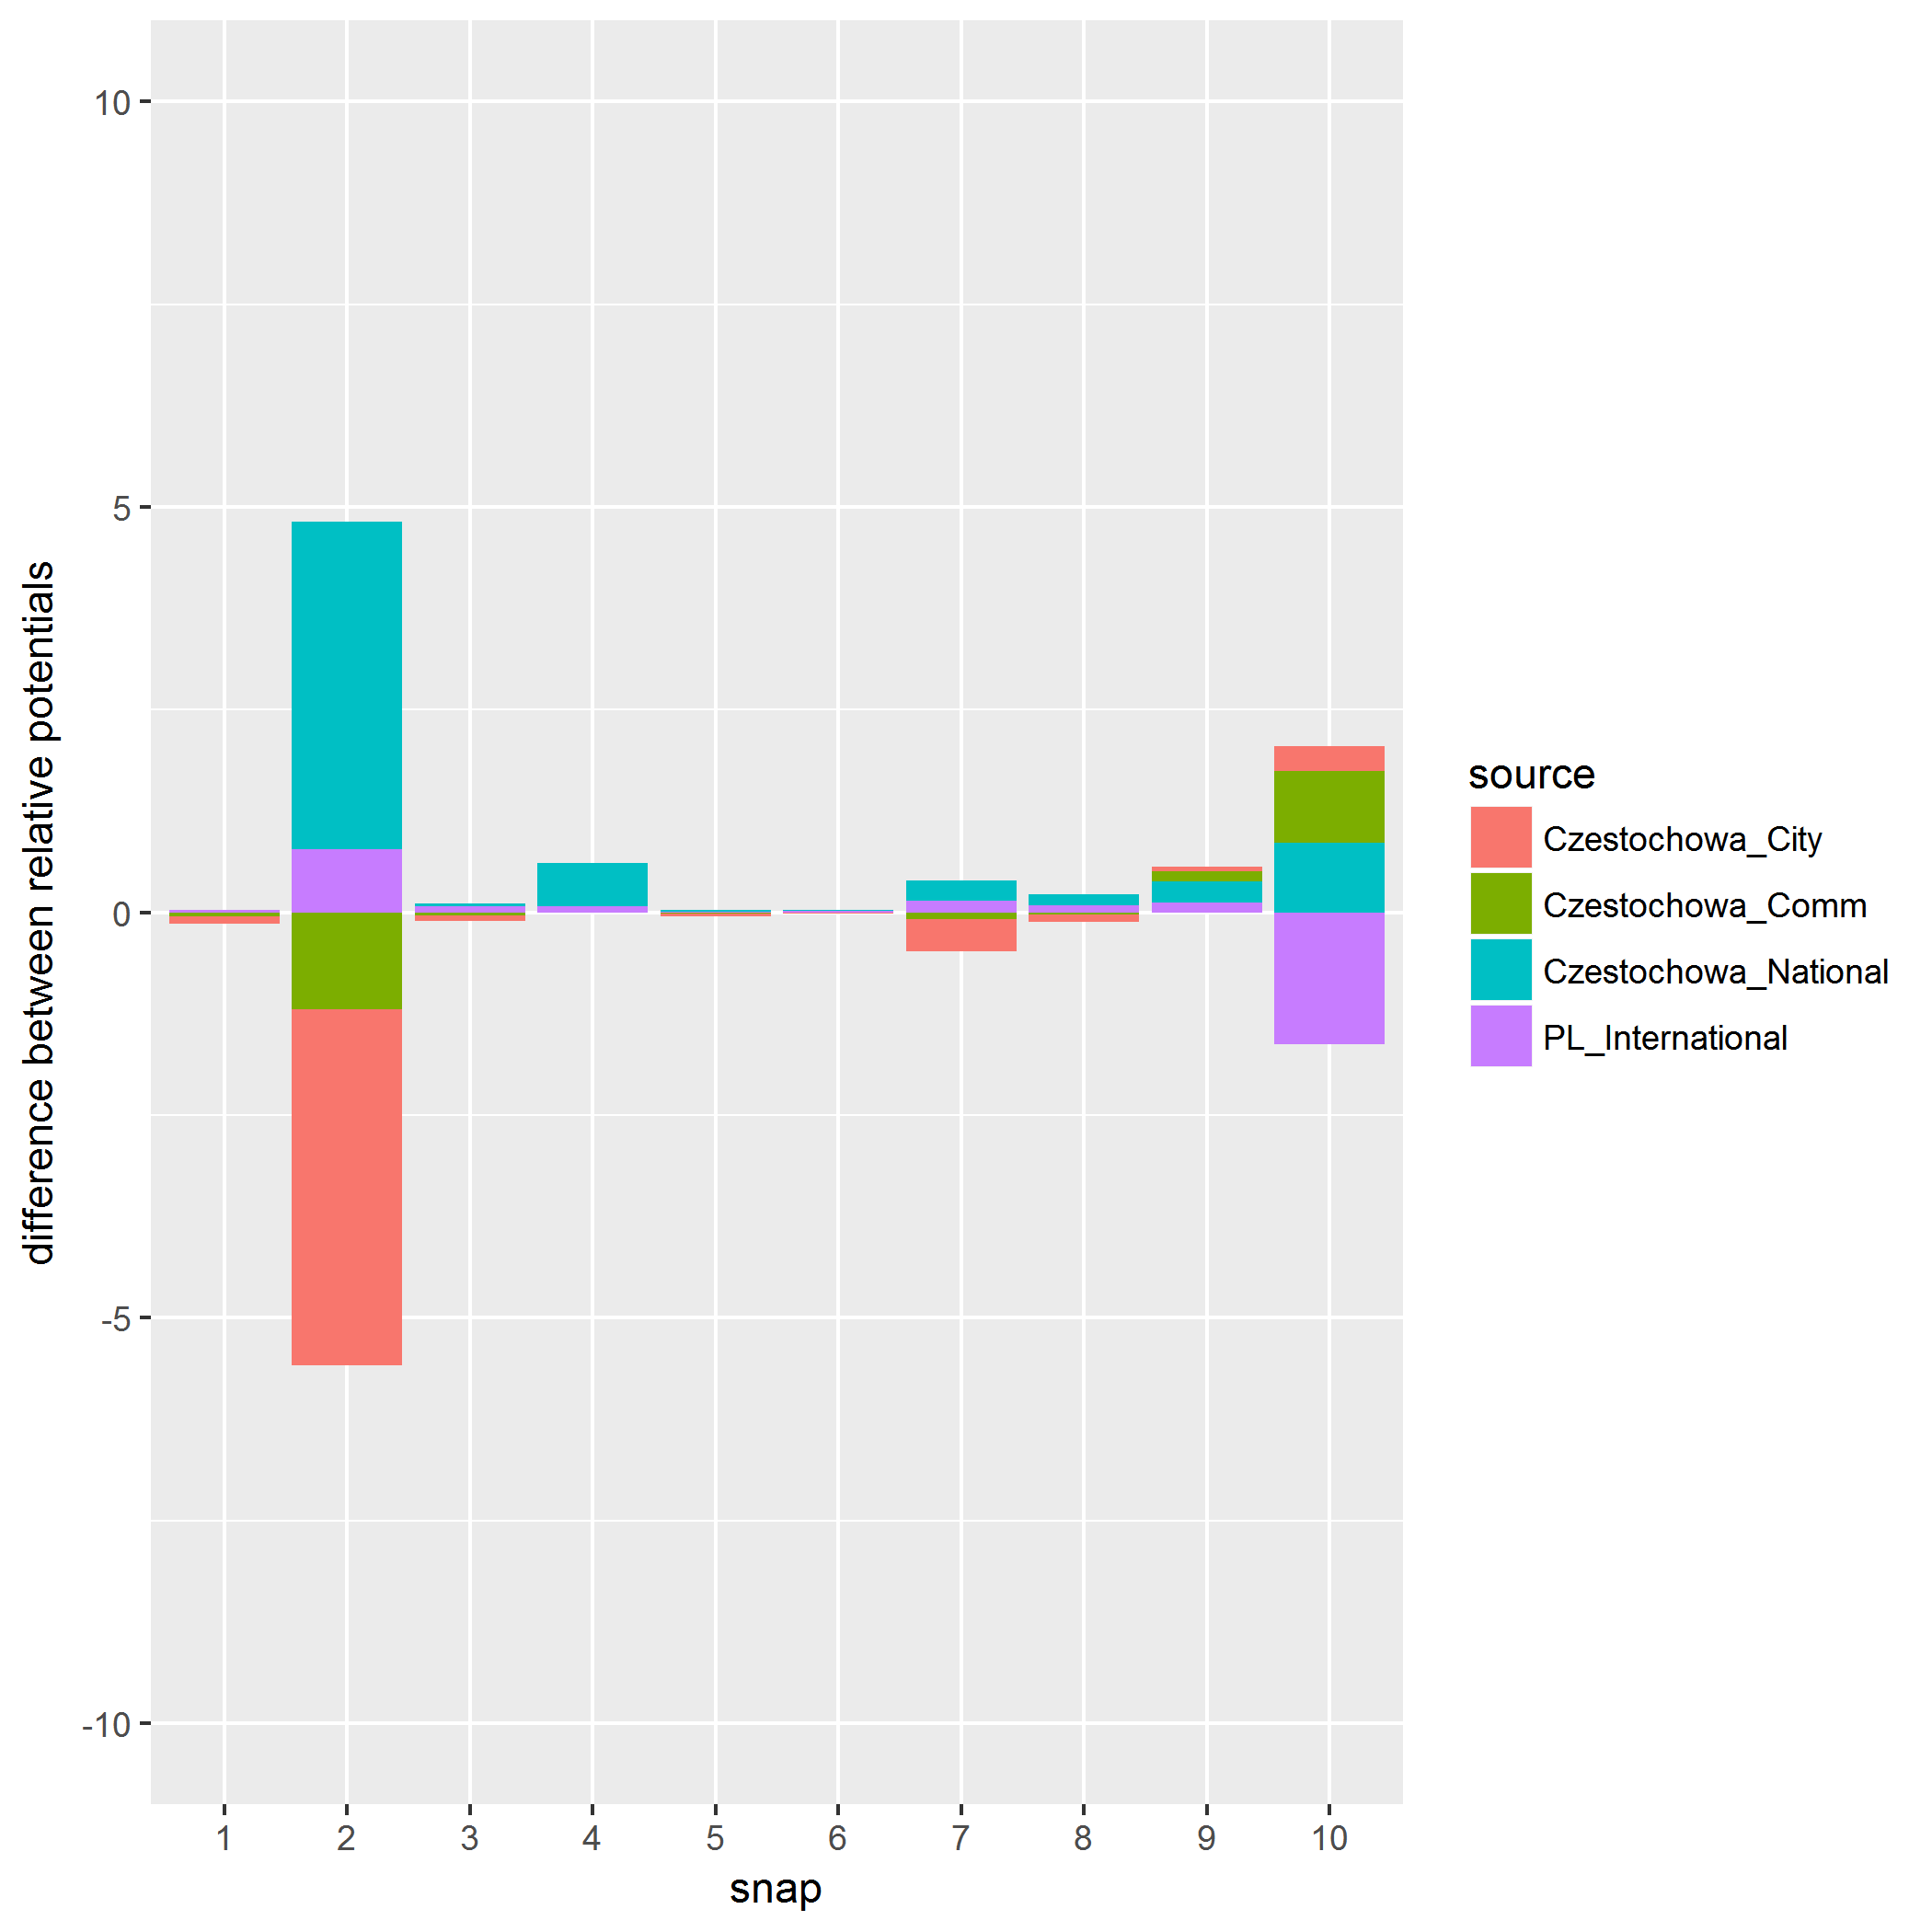 10
5
0
-5
-10
difference between relative potentials
1 2 3 4 5 6 7 8 9 10
snap
source
Czestochowa_City
Czestochowa_Comm
Czestochowa_National
PL_International